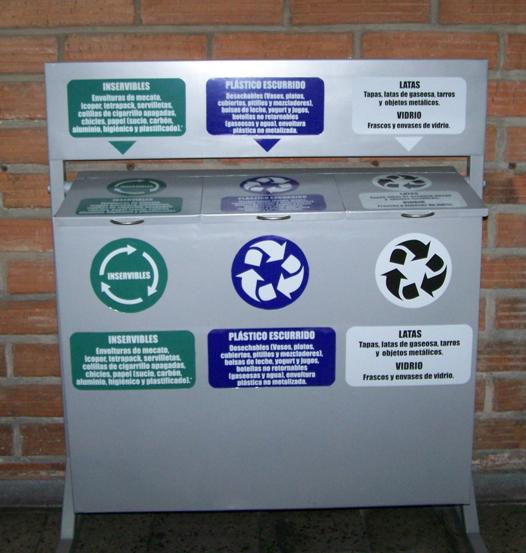 INSERVIBLES
Envolturas de mecato,
icopor, tetrapack, servilletas,
colillas de cigarrillo apagadas,
chicles, papel (sucio, carbón,
aluminio, higiénico y plastificado).*
PLÁSTICO ESCURRIDO
Desechables (Vasos, platos,
cubiertos, pitillos y mezcladores),
bolsas de leche, yogurt y jugos,
botellas no retornables
(gaseosas y agua), envoltura
plástica no metalizada.
LATAS
Tapas, latas de gaseosa, tarros
y objetos metálicos.
VIDRIO
Frascos y envases de vidrio.
INSERVIBLES
PLÁSTICO ESCURRIDO
LATAS
VIDRIO
INSERVIBLES
INSERVIBLES
Envolturas de mecato,
icopor, tetrapack, servilletas,
colillas de cigarrillo apagadas,
chicles, papel (sucio, carbón,
aluminio, higiénico y plastificado).*
PLÁSTICO ESCURRIDO
Desechables (Vasos, platos,
cubiertos, pitillos y mezcladores),
bolsas de leche, yogurt y jugos,
botellas no retornables
(gaseosas y agua), envoltura
plástica no metalizada.
LATAS
Tapas, latas de gaseosa, tarros
y objetos metálicos.
VIDRIO
Frascos y envases de vidrio.